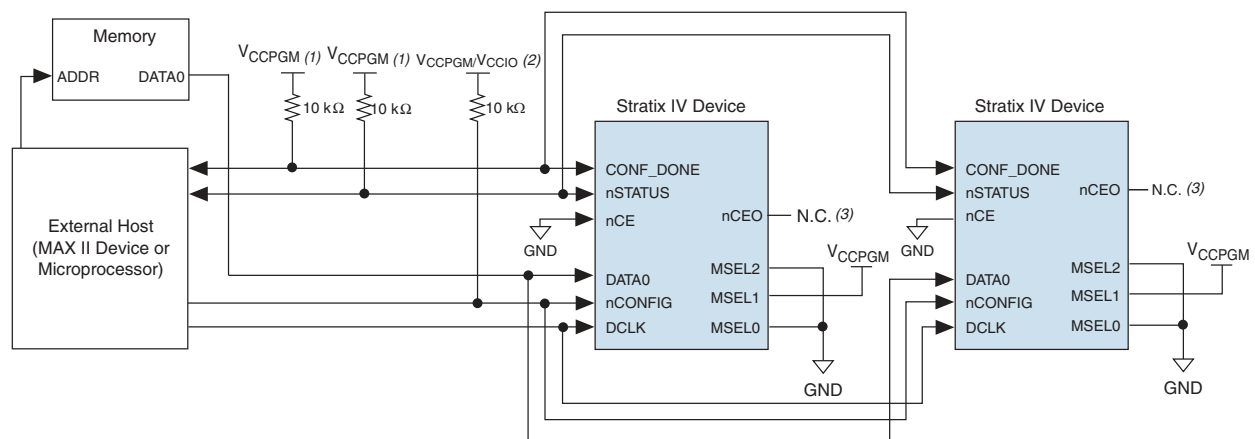 Memory
ADDR DATA0
VCCPGM (1) VCCPGM (1) VCCPGM/VCCIO (2)
10 kΩ 10 kΩ 10 kΩ
External Host
(MAX II Device or
Microprocessor)
Stratix IV Device
CONF_DONE
nSTATUS
nCE
nCEO N.C. (3)
GND
DATA0
nCONFIG
DCLK
MSEL2
MSEL1
MSEL0
VCCPGM
GND
Stratix IV Device
CONF_DONE
nSTATUS
nCE
nCEO N.C. (3)
GND
DATA0
nCONFIG
DCLK
MSEL2
MSEL1
MSEL0
VCCPGM
GND